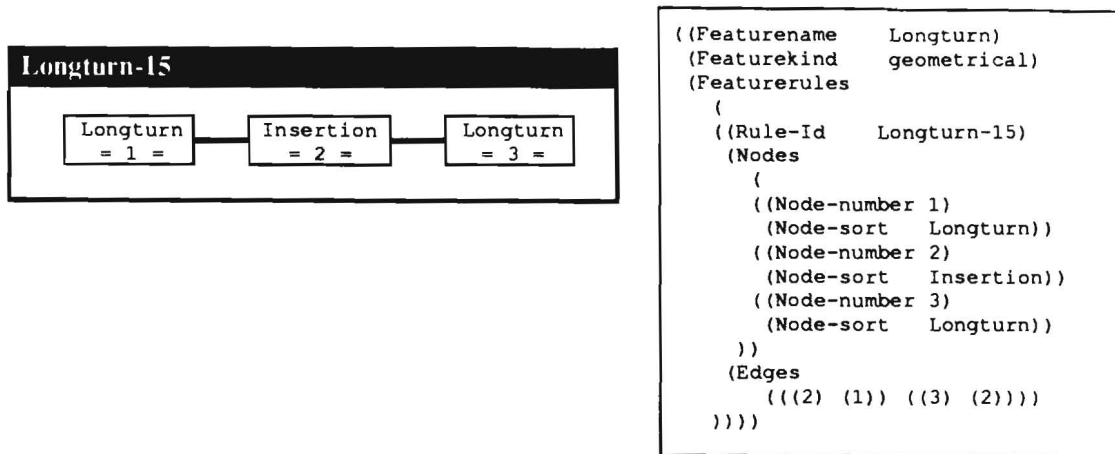 Longturn-15
Longturn Insertion Longturn
= 1 = = 2 = = 3 =
((Featurename Longturn)
(Featurekind geometrical)
(Featurerules
(
((Rule-Id Longturn-15)
(Nodes
(
((Node-number 1)
(Node-sort Longturn))
((Node-number 2)
(Node-sort Insertion))
((Node-number 3)
(Node-sort Longturn))
))
(Edges
(((2) (1)) ((3) (2))))
))))